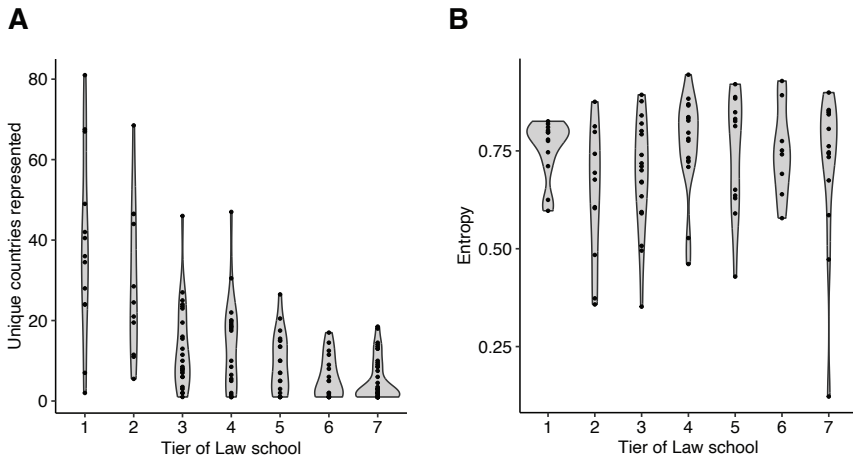 A
Unique countries represented
80
60
40
20
0
1 2 3 4 5 6 7
Tier of Law school
B
Entropy
0.75
0.50
0.25
1 2 3 4 5 6 7
Tier of Law school